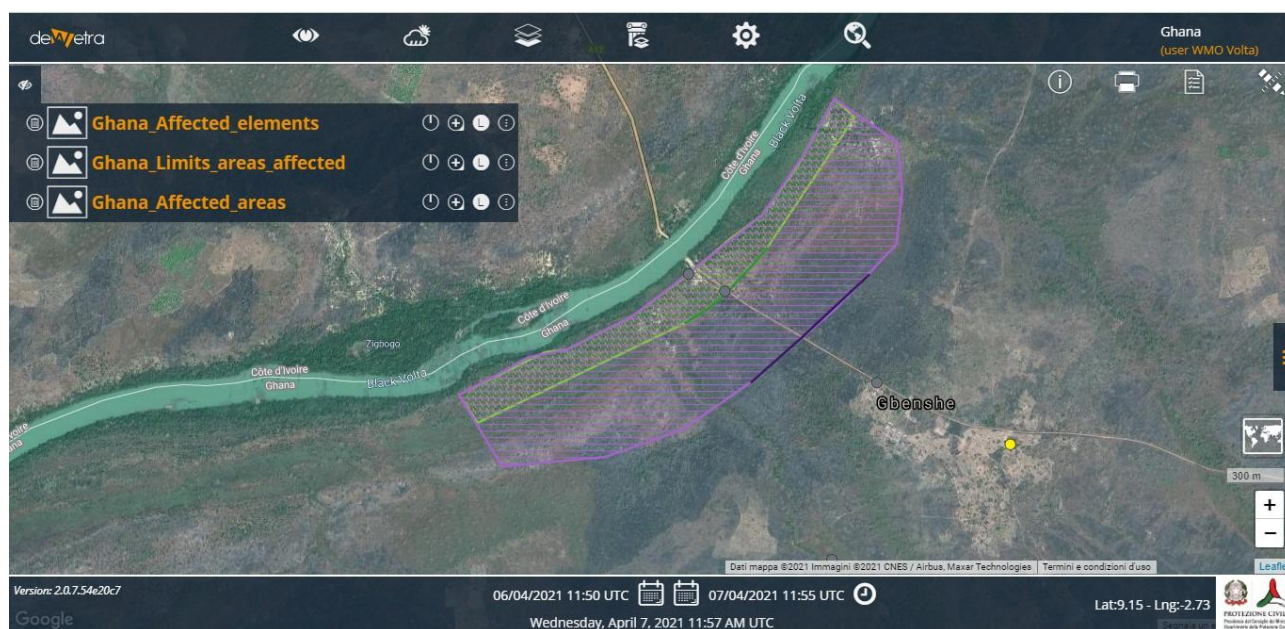 dewetra
Ghana
(user WMO Volta)
A12
Ghana_Affected_elements
Ghana_Limits_areas_affected
Ghana_Affected_areas
Côte d'Ivoire
Ghana
Black Volta
Côte d'Ivoire
Ghana
Zigbogo
Côte d'Ivoire
Ghana
Black Volta
Gbenshe
300 m
+
−
Dati mappa ©2021 Immagini ©2021 CNES / Airbus, Maxar Technologies
Termini e condizioni d'uso
Leafle
Version: 2.0.7.54e20c7
06/04/2021 11:50 UTC
07/04/2021 11:55 UTC
Lat:9.15 - Lng:-2.73
Google
Wednesday, April 7, 2021 11:57 AM UTC
PROTEZIONE CIVILE